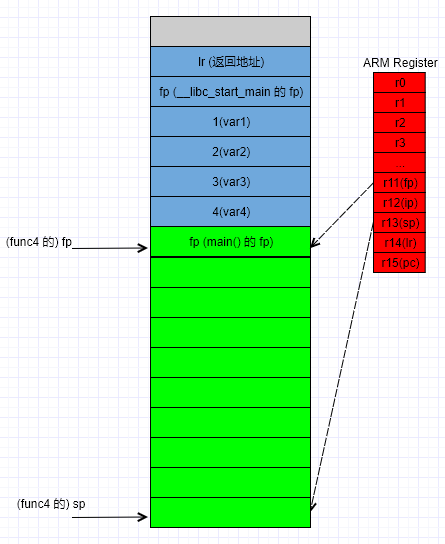 lr (返回地址)
fp (__libc_start_main 的 fp)
1(var1)
2(var2)
3(var3)
4(var4)
fp (main() 的 fp)
(func4 的) fp
(func4 的) sp
ARM Register
r0
r1
r2
r3
...
r11(fp)
r12(ip)
r13(sp)
r14(lr)
r15(pc)